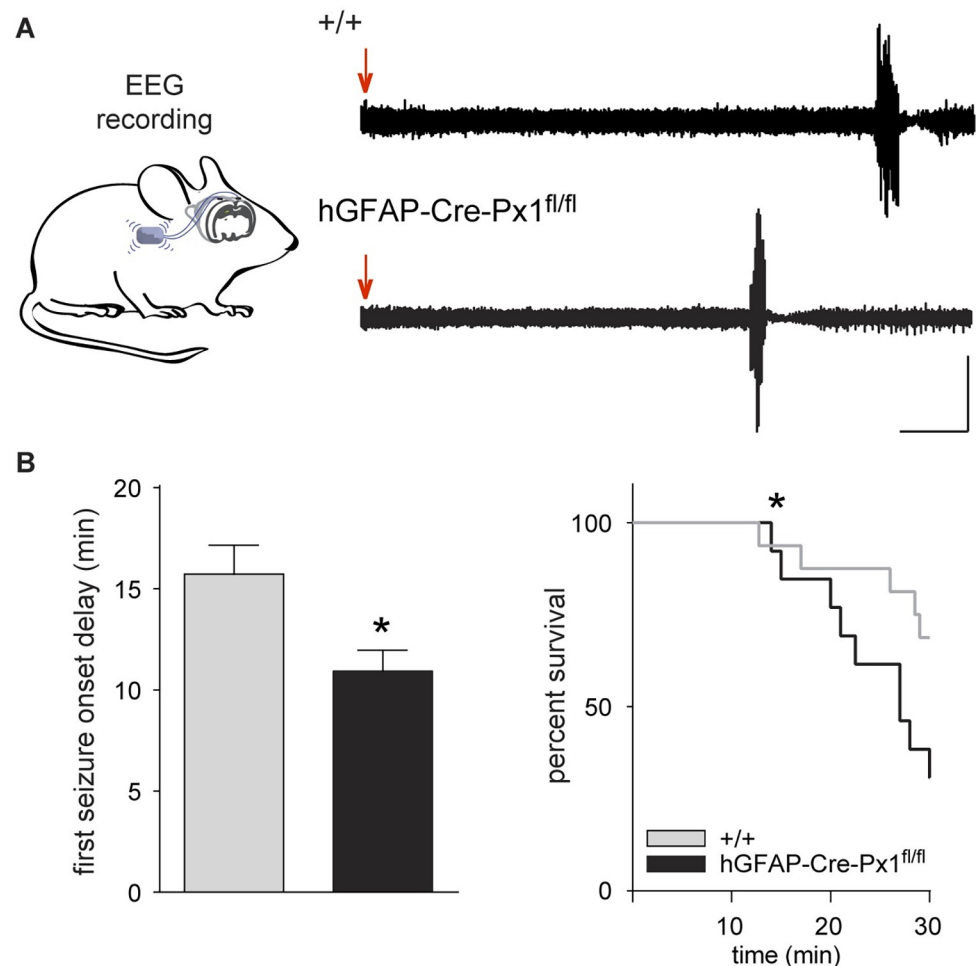 A
EEG
recording
+/+
hGFAP-Cre-Px1fl/fl
B
first seizure onset delay (min)
20
15
10
5
0
*
percent survival
100
50
0
*
+/+
hGFAP-Cre-Px1fl/fl
10 20 30
time (min)